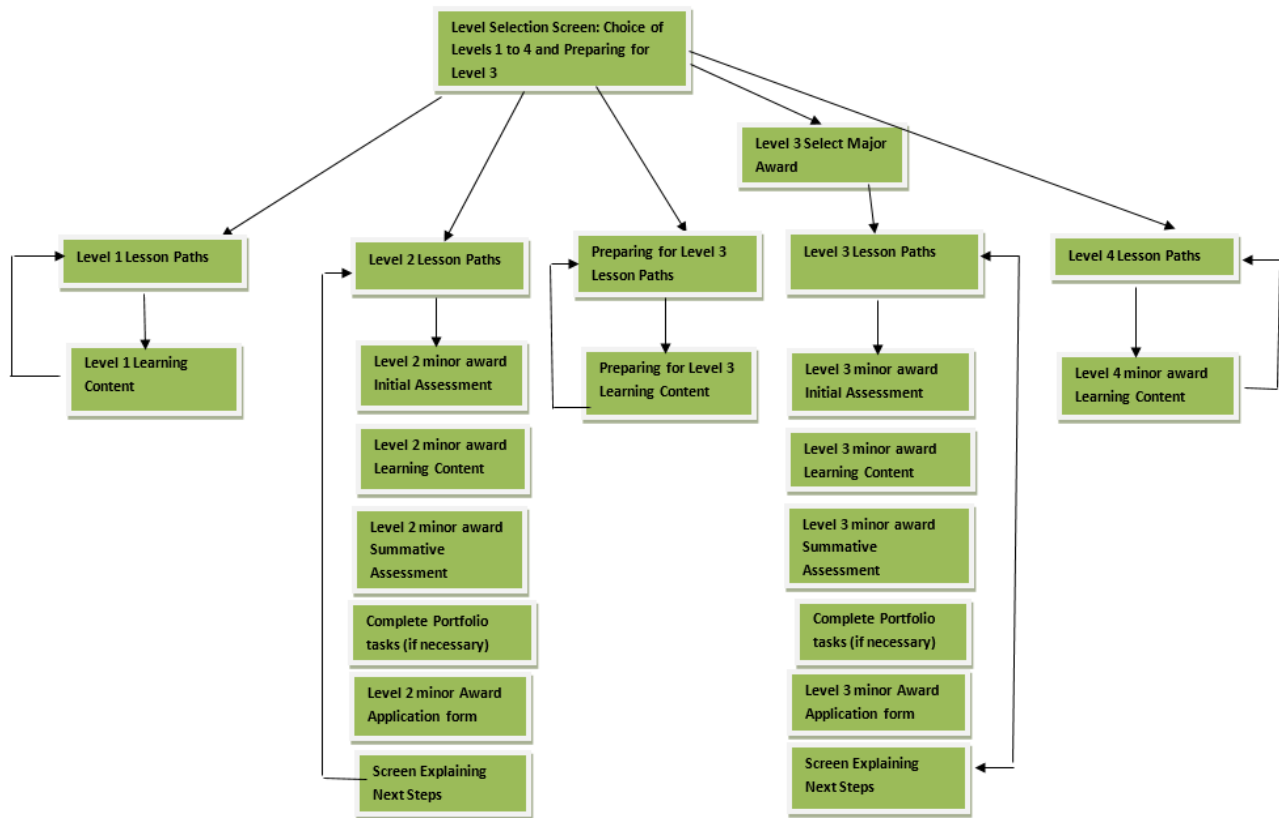 Level Selection Screen: Choice of
Levels 1 to 4 and Preparing for
Level 3
Level 3 Select Major
Award
Level 1 Lesson Paths
Level 2 Lesson Paths
Preparing for Level 3
Lesson Paths
Level 3 Lesson Paths
Level 4 Lesson Paths
Level 1 Learning
Content
Level 2 minor award
Initial Assessment
Preparing for Level 3
Learning Content
Level 3 minor award
Initial Assessment
Level 4 minor award
Learning Content
Level 2 minor award
Learning Content
Level 3 minor award
Learning Content
Level 2 minor award
Summative
Assessment
Level 3 minor award
Summative
Assessment
Complete Portfolio
tasks (if necessary)
Complete Portfolio
tasks (if necessary)
Level 2 minor Award
Application form
Level 3 minor Award
Application form
Screen Explaining
Next Steps
Screen Explaining
Next Steps